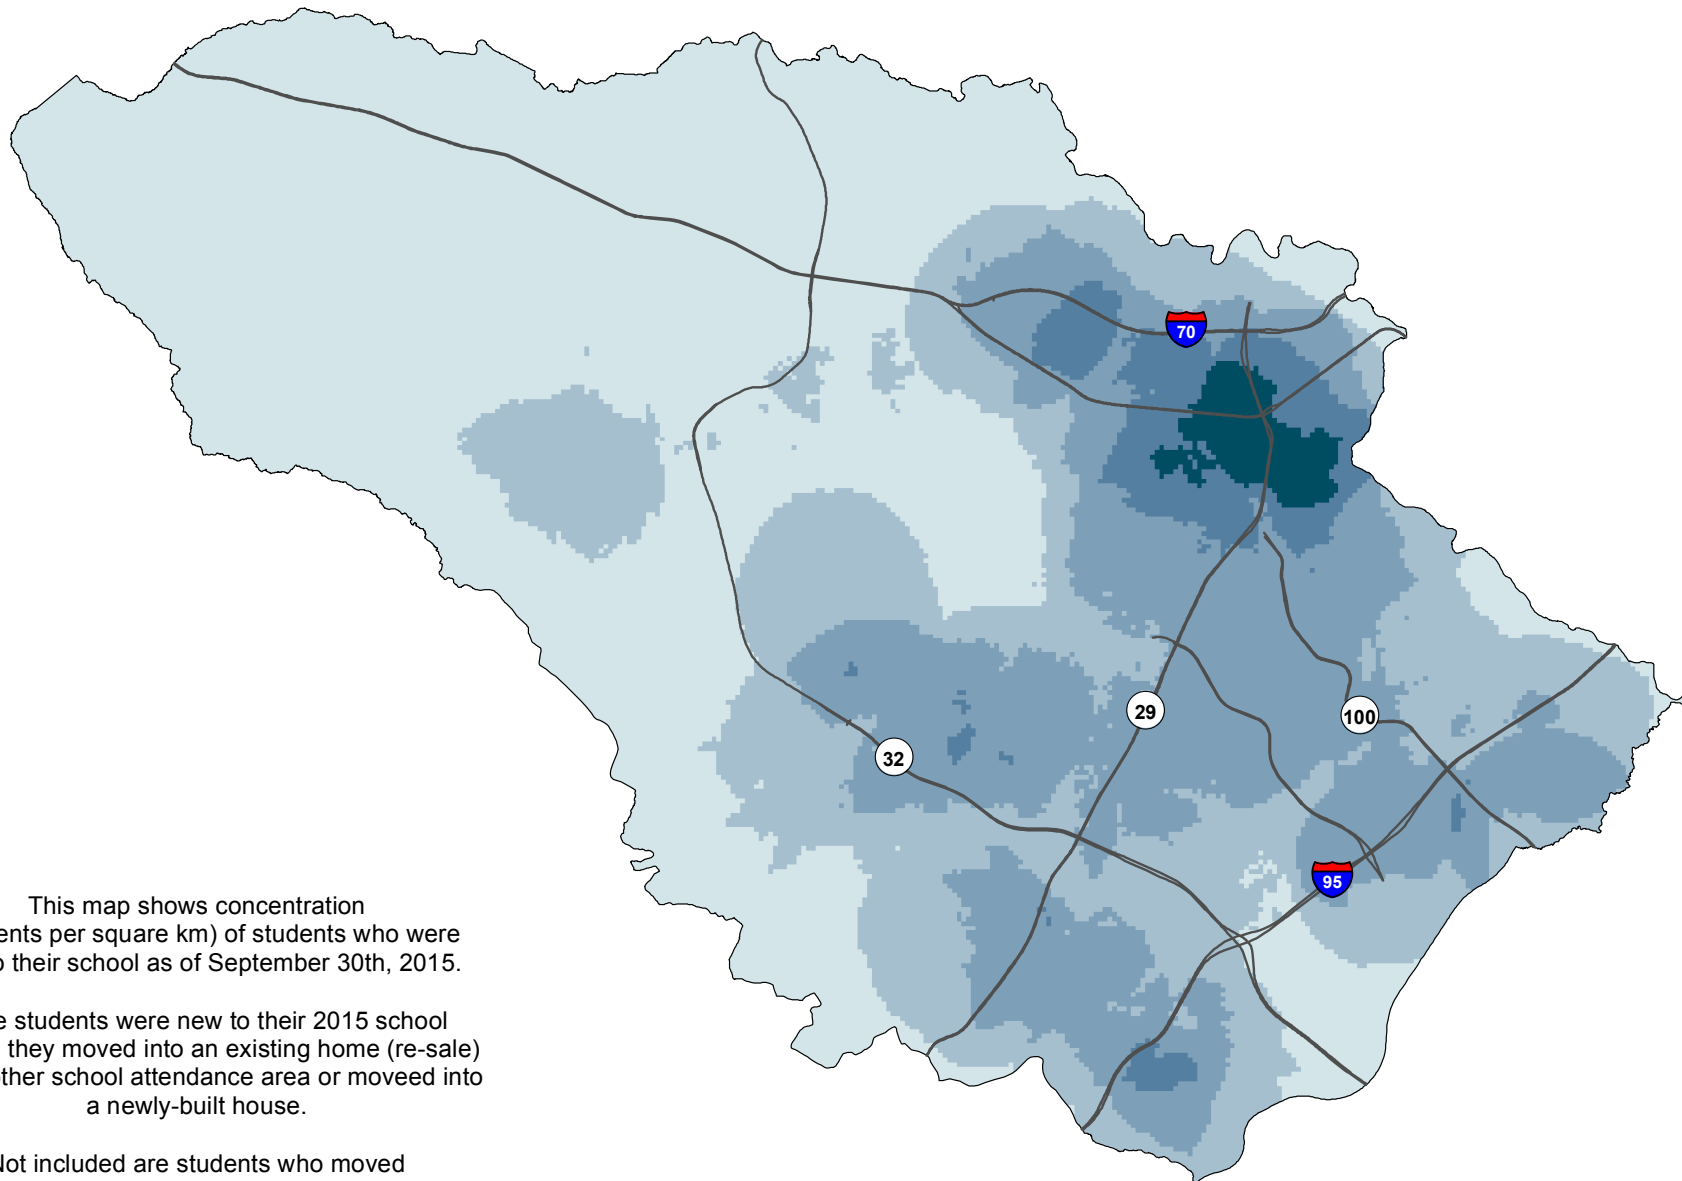 70
29
100
32
95
This map shows concentration
ents per square km) of students who were
o their school as of September 30th, 2015.
e students were new to their 2015 school
they moved into an existing home (re-sale)
ther school attendance area or moveed into
a newly-built house.
Not included are students who moved